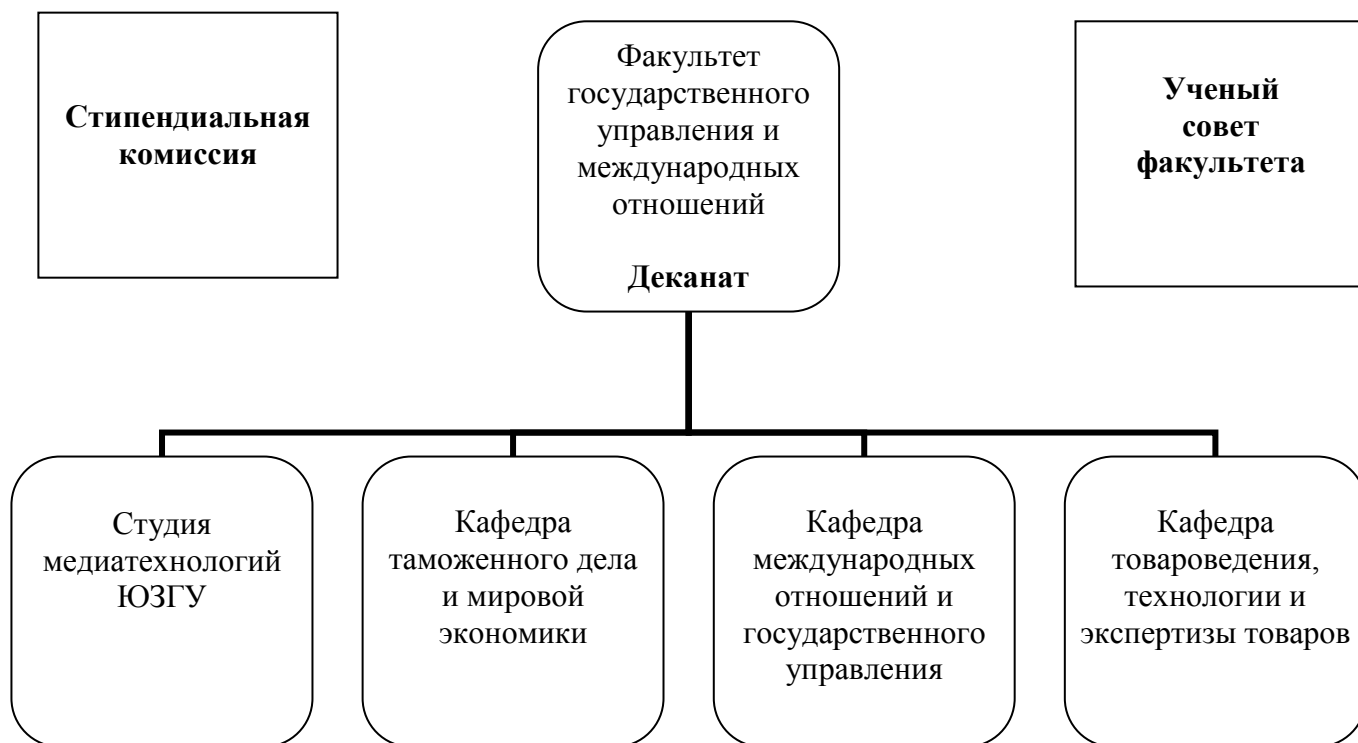 Стипендиальная
комиссия
Факультет
государственного
управления и
международных
отношений
Деканат
Ученый
совет
факультета
Студия
медиатехнологий
ЮЗГУ
Кафедра
таможенного дела
и мировой
экономики
Кафедра
международных
отношений и
государственного
управления
Кафедра
товароведения,
технологии и
экспертизы товаров